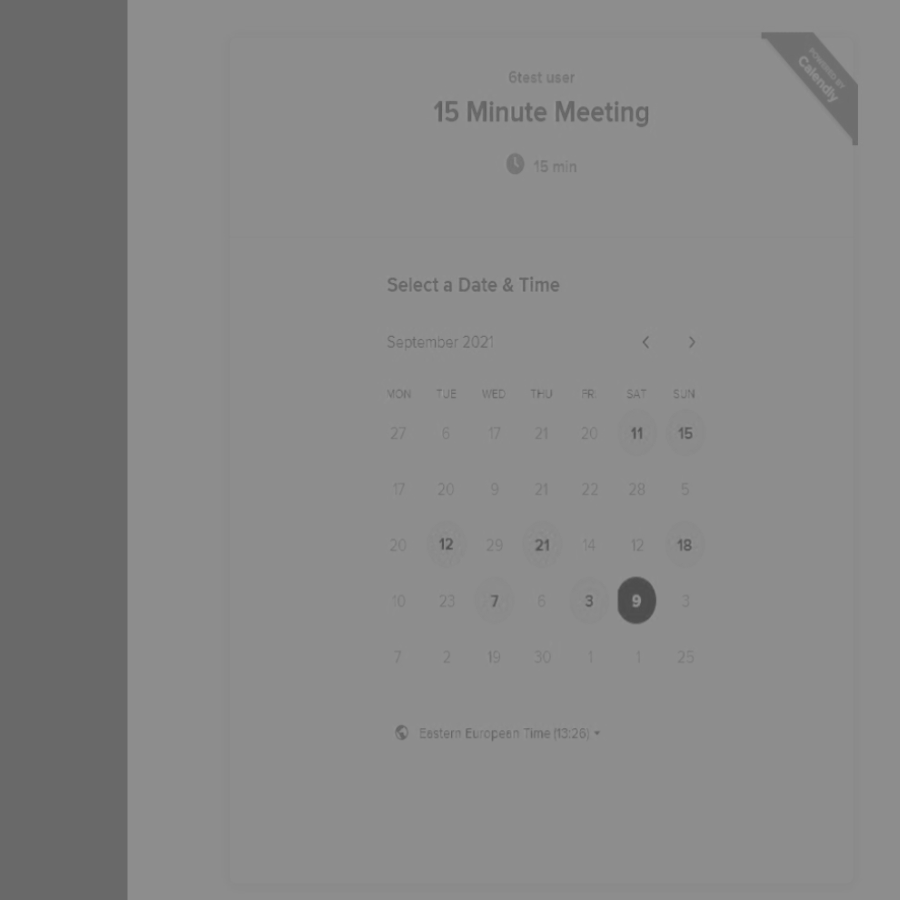 POWERED BY
Calendly
6test user
15 Minute Meeting
15 min
Select a Date & Time
September 2021
MON TUE WED THU FRI SAT SUN
27 6 17 21 20 11 15
17 20 9 21 22 28 5
20 12 29 21 14 12 18
10 23 7 6 3 9 3
7 2 19 30 1 1 25
Eastern European Time (13:26)